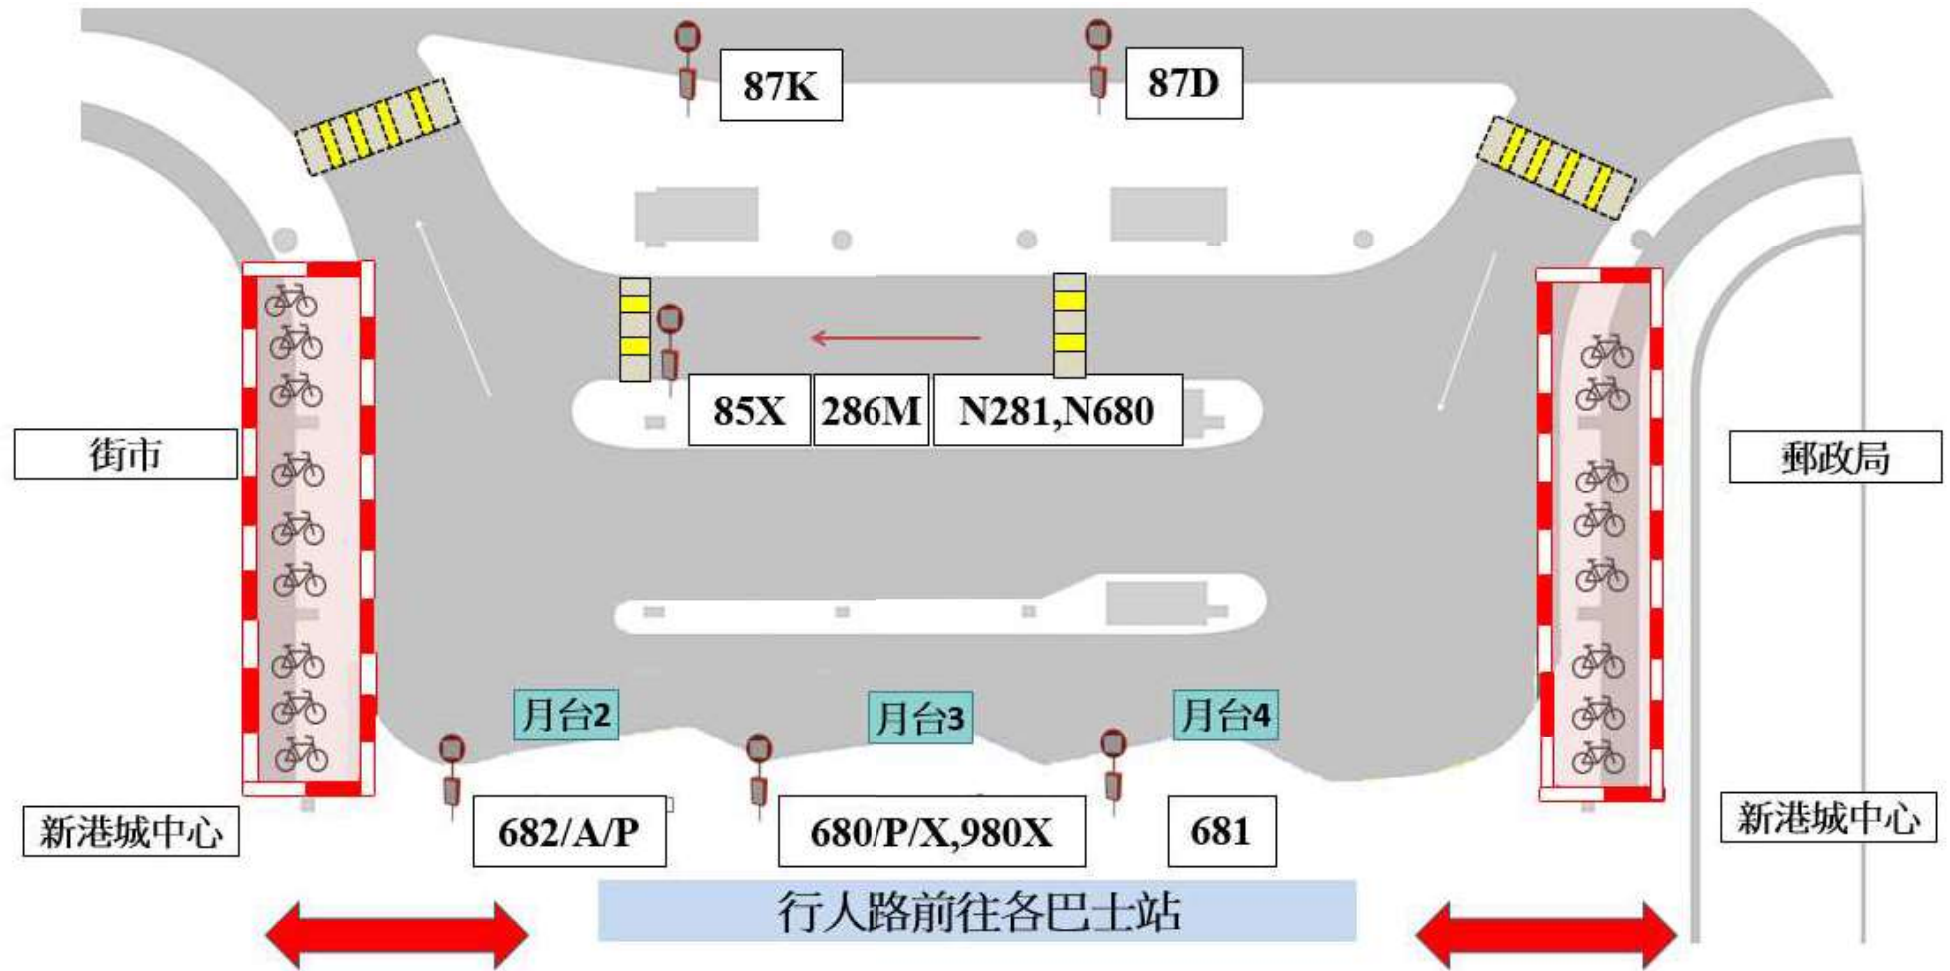 87K
87D
85X
286M
N281,N680
街市
郵政局
月台2
月台3
月台4
682/A/P
680/P/X,980X
681
新港城中心
新港城中心
行人路前往各巴士站